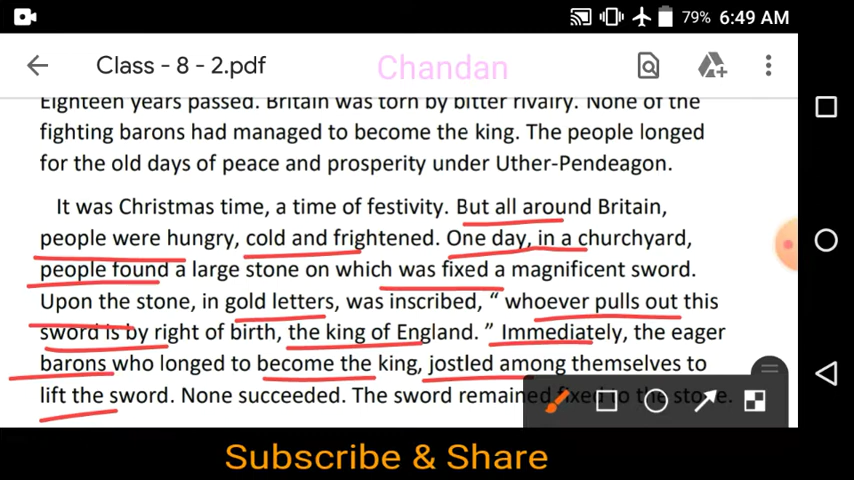 79% 6:49 AM
Class - 8 - 2.pdf
Chandan
Eighteen years passed. Britain was torn by bitter rivalry. None of the
fighting barons had managed to become the king. The people longed
for the old days of peace and prosperity under Uther-Pendeagon.
It was Christmas time, a time of festivity. But all around Britain,
people were hungry, cold and frightened. One day, in a churchyard,
people found a large stone on which was fixed a magnificent sword.
Upon the stone, in gold letters, was inscribed, “ whoever pulls out this
sword is by right of birth, the king of England. ” Immediately, the eager
barons who longed to become the king, jostled among themselves to
lift the sword. None succeeded. The sword remained fixed to the stone.
Subscribe & Share